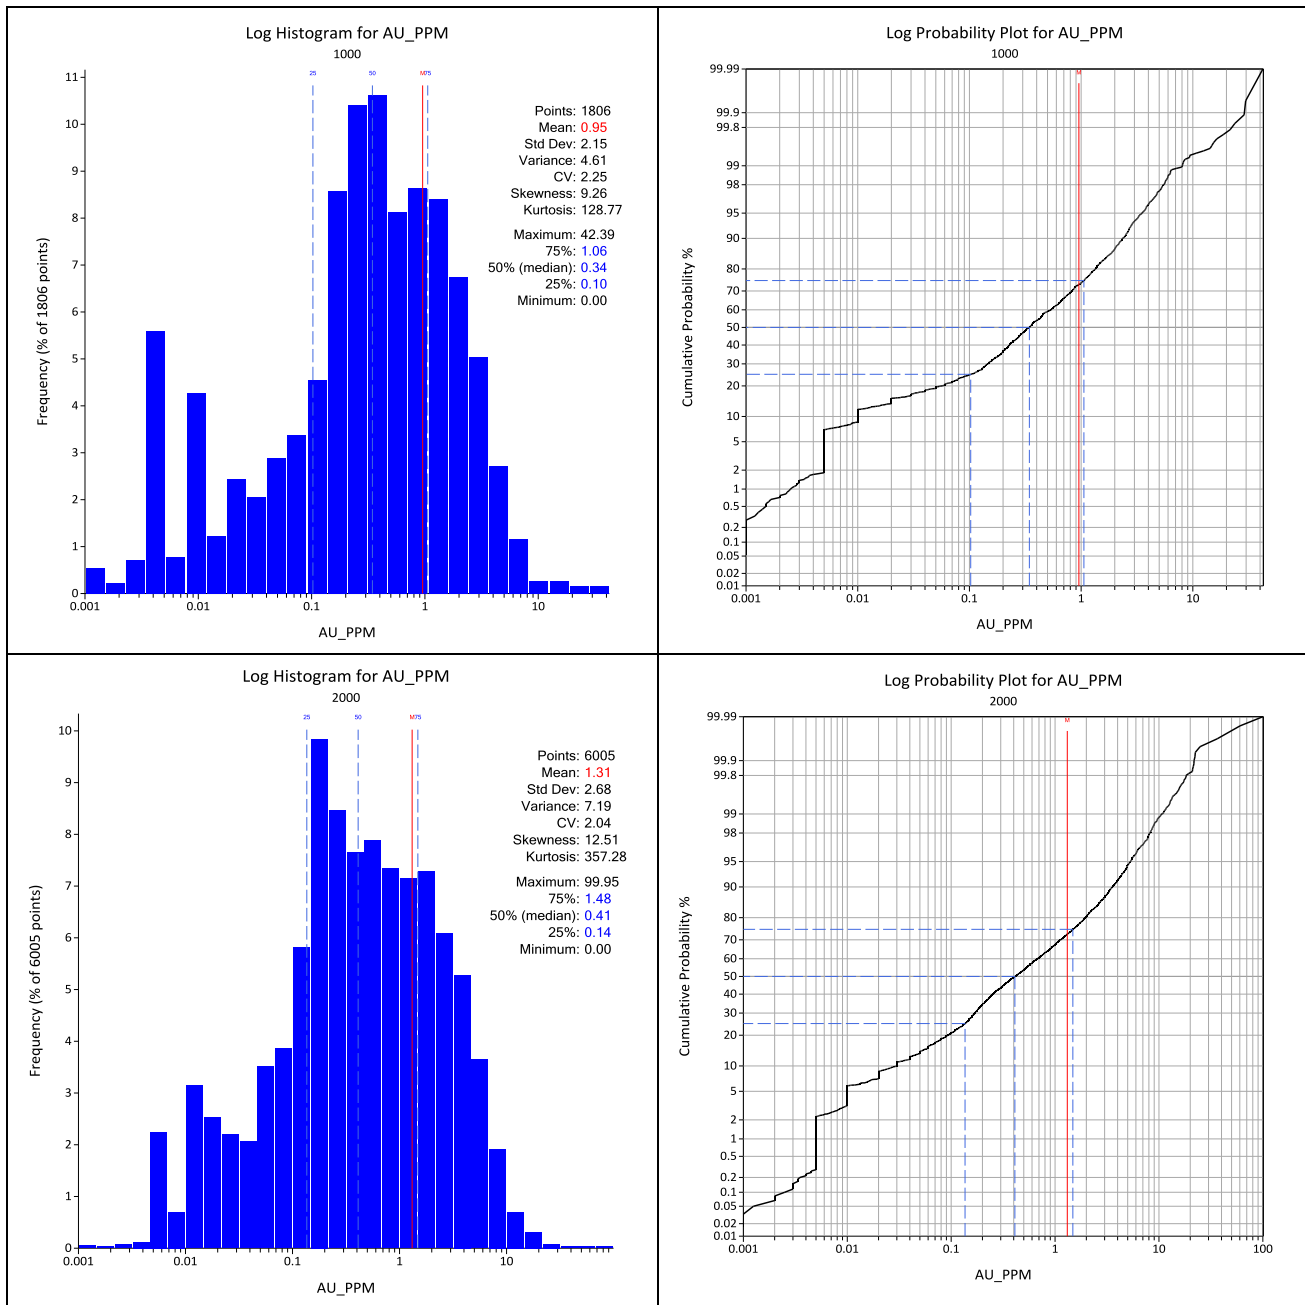 Log Histogram for AU_PPM
1000
25
50
M
75
11
10
9
8
7
6
5
4
3
2
1
0
Frequency (% of 1806 points)
Points: 1806
Mean: 0.95
Std Dev: 2.15
Variance: 4.61
CV: 2.25
Skewness: 9.26
Kurtosis: 128.77
Maximum: 42.39
75%: 1.06
50% (median): 0.34
25%: 0.10
Minimum: 0.00
0.001 0.01 0.1 1 10
AU_PPM
Log Probability Plot for AU_PPM
1000
M
99.99
99.9
99.8
99
98
95
90
80
70
60
50
40
30
20
10
5
2
1
0.5
0.2
0.1
0.05
0.02
0.01
Cumulative Probability %
0.001 0.01 0.1 1 10
AU_PPM
Log Histogram for AU_PPM
2000
25
50
M
75
10
9
8
7
6
5
4
3
2
1
0
Frequency (% of 6005 points)
Points: 6005
Mean: 1.31
Std Dev: 2.68
Variance: 7.19
CV: 2.04
Skewness: 12.51
Kurtosis: 357.28
Maximum: 99.95
75%: 1.48
50% (median): 0.41
25%: 0.14
Minimum: 0.00
0.001 0.01 0.1 1 10
AU_PPM
Log Probability Plot for AU_PPM
2000
M
99.99
99.9
99.8
99
98
95
90
80
70
60
50
40
30
20
10
5
2
1
0.5
0.2
0.1
0.05
0.02
0.01
Cumulative Probability %
0.001 0.01 0.1 1 10 100
AU_PPM